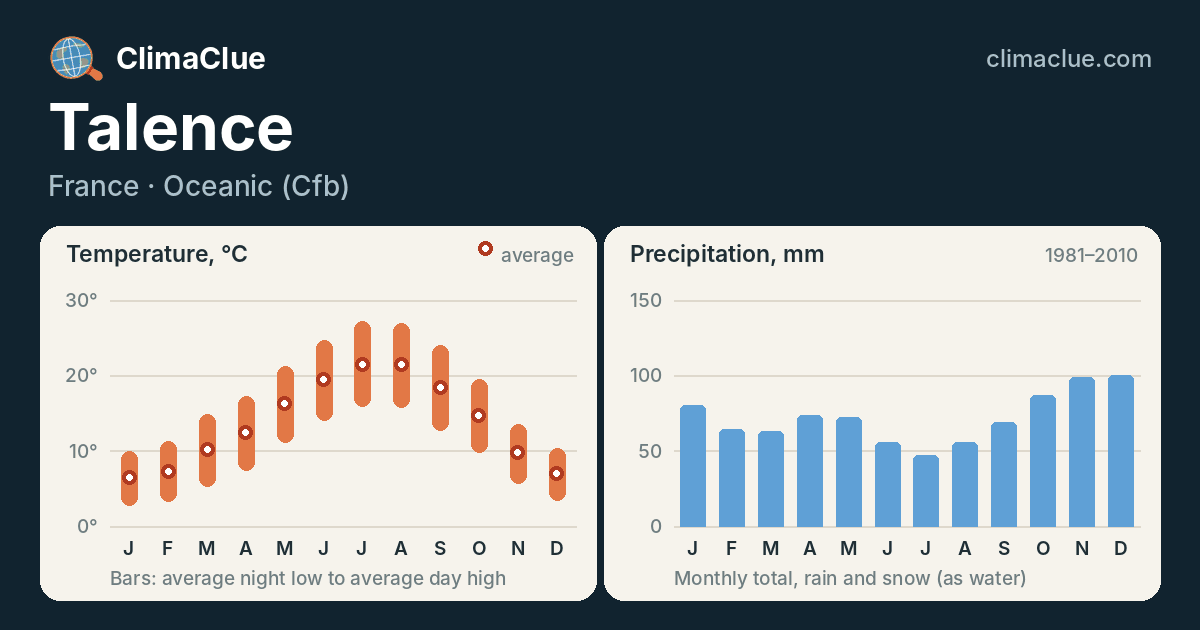 ClimaClue
climaclue.com
Talence
France · Oceanic (Cfb)
Temperature, °C
average
30°
20°
10°
0°
J F M A M J J A S O N D
Bars: average night low to average day high
Precipitation, mm
1981–2010
150
100
50
0
J F M A M J J A S O N D
Monthly total, rain and snow (as water)